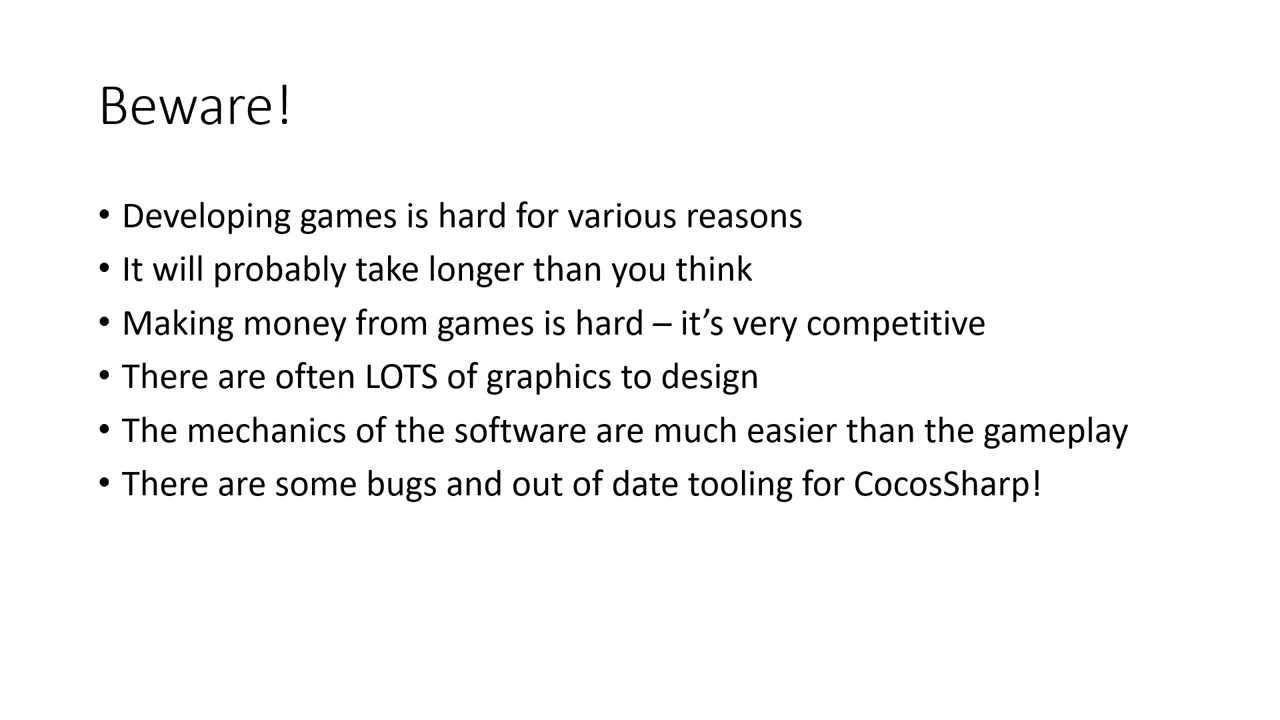 Beware!
• Developing games is hard for various reasons
• It will probably take longer than you think
• Making money from games is hard – it’s very competitive
• There are often LOTS of graphics to design
• The mechanics of the software are much easier than the gameplay
• There are some bugs and out of date tooling for CocosSharp!